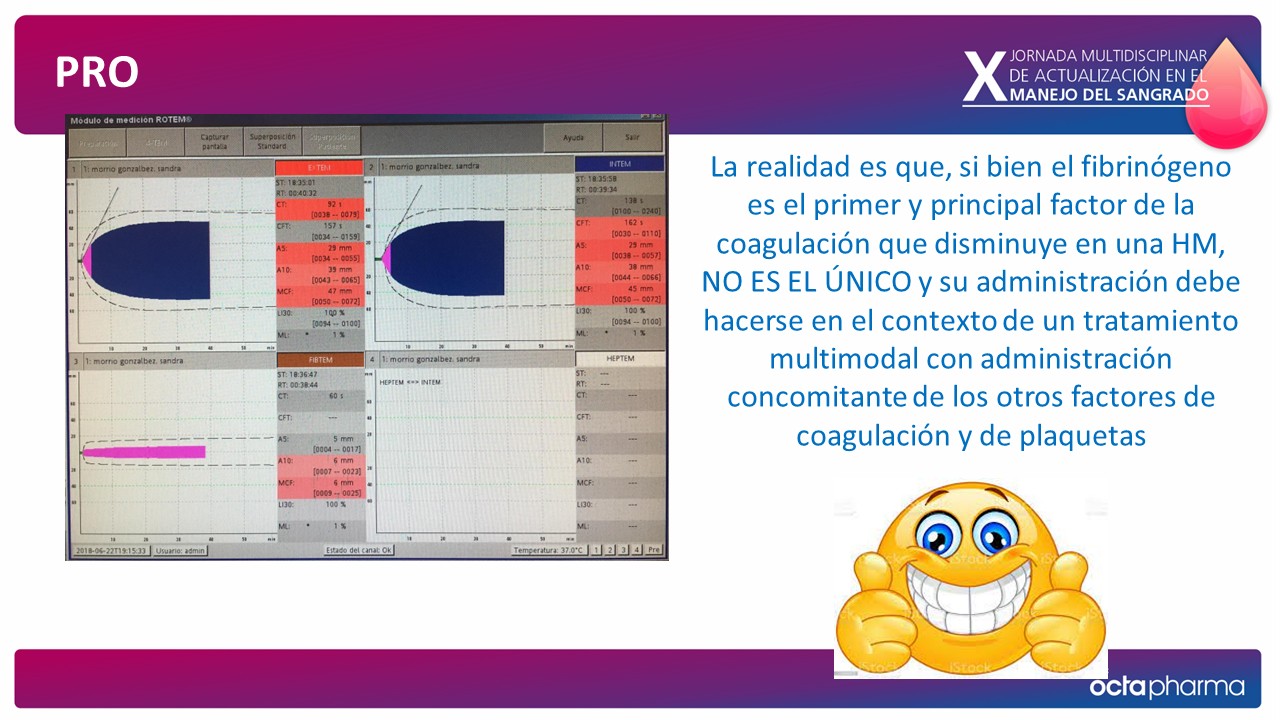 PRO
X JORNADA MULTIDISCIPLINAR
DE ACTUALIZACIÓN EN EL
MANEJO DEL SANGRADO
Módulo de medición ROTEM®
Capturar
pantalla
Superposición
Standard
Ayuda
Salir
1 1: morrio gonzalbez, sandra
EXTEM
ST: 18:35:01
RT: 00:40:32
CT: 92 s
[0038 -- 0079]
CFT: 157 s
[0034 -- 0159]
A5: 29 mm
[0034 -- 0055]
A10: 39 mm
[0043 -- 0065]
MCF: 47 mm
[0050 -- 0072]
LI30: 100 %
[0094 -- 0100]
ML: * 1 %
2 1: morrio gonzalbez, sandra
INTEM
ST: 18:35:58
RT: 00:39:34
CT: 138 s
[0100 -- 0240]
CFT: 162 s
[0030 -- 0110]
A5: 29 mm
[0038 -- 0057]
A10: 38 mm
[0044 -- 0066]
MCF: 45 mm
[0050 -- 0072]
LI30: 100 %
[0094 -- 0100]
ML: * 1 %
3 1: morrio gonzalbez, sandra
FIBTEM
ST: 18:36:47
RT: 00:38:44
CT: 60 s
CFT: ---
A5: 5 mm
[0004 -- 0017]
A10: 6 mm
[0007 -- 0023]
MCF: 6 mm
[0009 -- 0025]
LI30: 100 %
ML: * 1 %
4 1: morrio gonzalbez, sandra
HEPTEM
HEPTEM <=> INTEM
ST: ---
RT: ---
CT: ---
CFT: ---
A5: ---
A10: ---
MCF: ---
LI30: ---
ML: ---
2018-06-22T19:15:33 Usuario: admin Estado del canal: Ok Temperatura: 37.0°C 1 2 3 4 Pre
La realidad es que, si bien el fibrinógeno
es el primer y principal factor de la
coagulación que disminuye en una HM,
NO ES EL ÚNICO y su administración debe
hacerse en el contexto de un tratamiento
multimodal con administración
concomitante de los otros factores de
coagulación y de plaquetas
iStock
iStock
iStock
iStock
octapharma